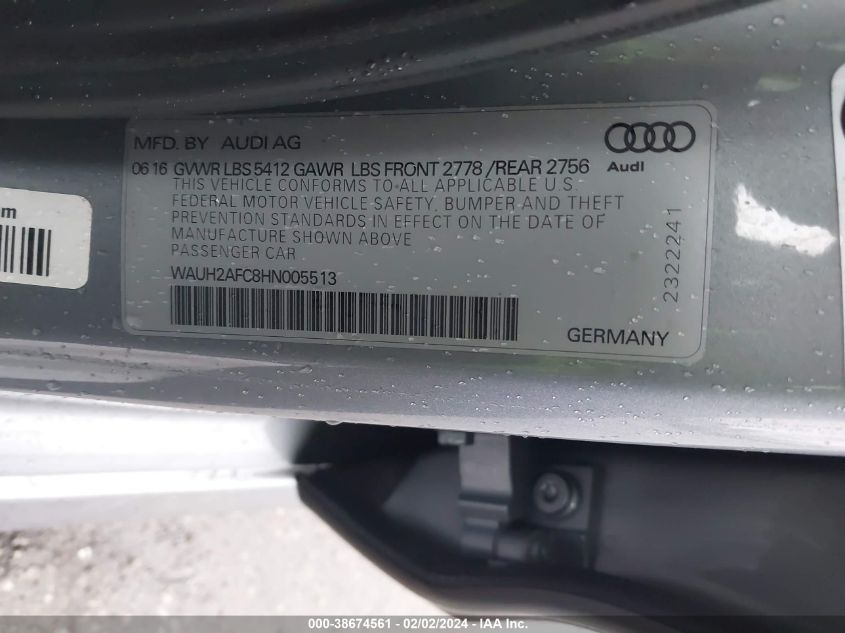 MFD. BY AUDI AG
06 16 GVWR LBS 5412 GAWR LBS FRONT 2778 /REAR 2756
Audi
THIS VEHICLE CONFORMS TO ALL APPLICABLE U.S.
FEDERAL MOTOR VEHICLE SAFETY, BUMPER AND THEFT
PREVENTION STANDARDS IN EFFECT ON THE DATE OF
MANUFACTURE SHOWN ABOVE
PASSENGER CAR
WAUH2AFC8HN005513
GERMANY
2322241
000-38674561 - 02/02/2024 - IAA Inc.